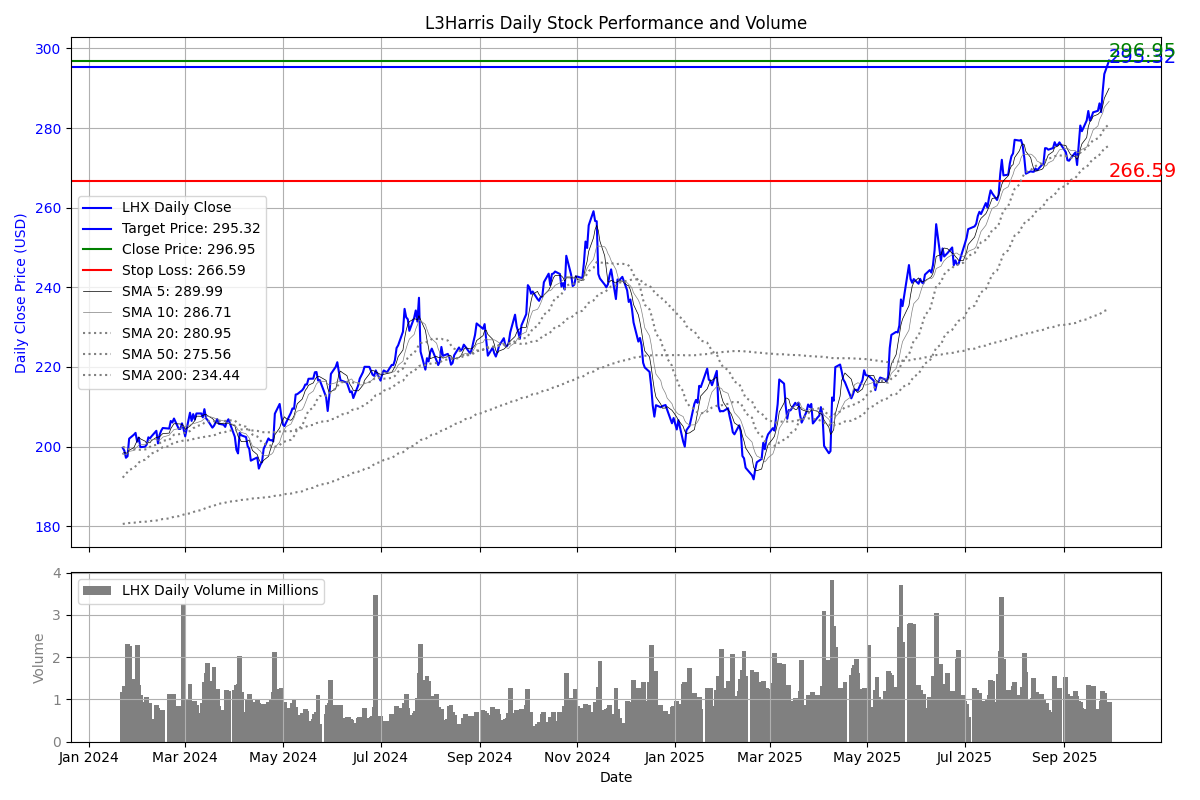 L3Harris Daily Stock Performance and Volume
300
280
260
240
220
200
180
Daily Close Price (USD)
296.95
295.32
266.59
LHX Daily Close
Target Price: 295.32
Close Price: 296.95
Stop Loss: 266.59
SMA 5: 289.99
SMA 10: 286.71
SMA 20: 280.95
SMA 50: 275.56
SMA 200: 234.44
4
3
2
1
0
Volume
LHX Daily Volume in Millions
Jan 2024
Mar 2024
May 2024
Jul 2024
Sep 2024
Nov 2024
Jan 2025
Mar 2025
May 2025
Jul 2025
Sep 2025
Date